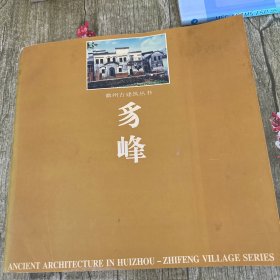 徽州古建筑丛书
豸
峰
ANCIENT ARCHITECTURE IN HUIZHOU-ZHIFENG VILLAGE SERIES